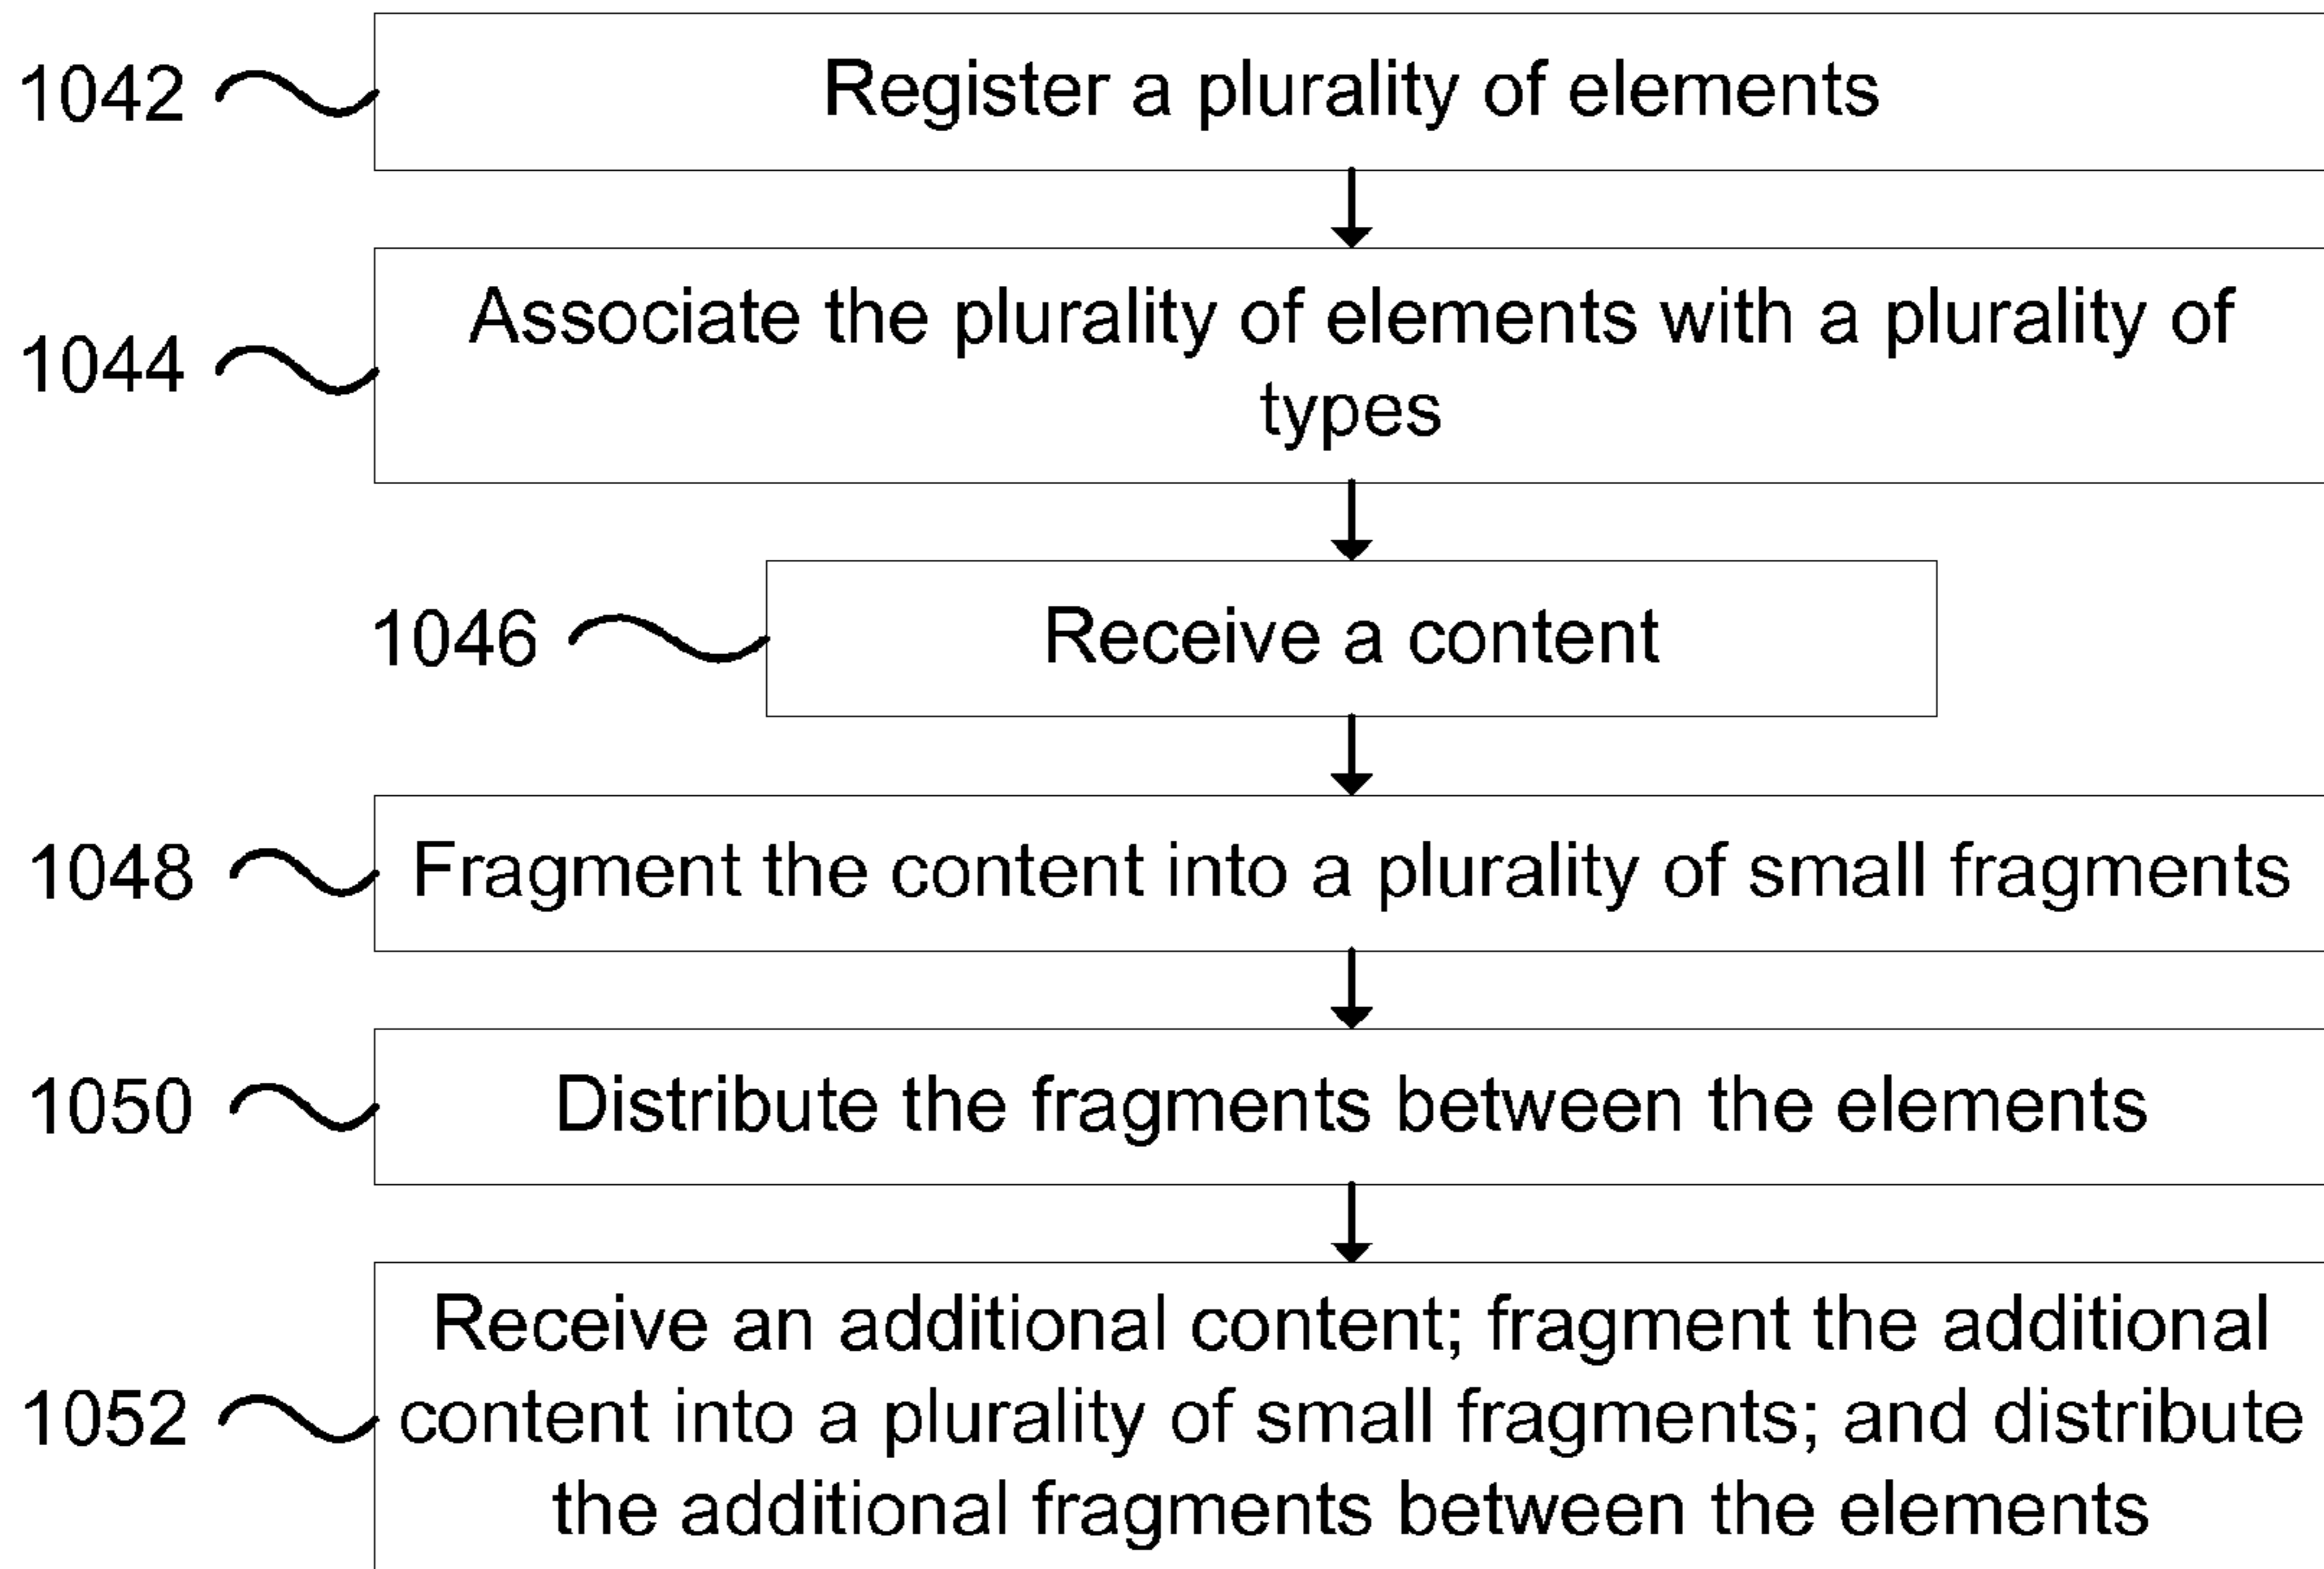 1042 Register a plurality of elements
1044 Associate the plurality of elements with a plurality of
types
1046 Receive a content
1048 Fragment the content into a plurality of small fragments
1050 Distribute the fragments between the elements
Receive an additional content; fragment the additional
1052 content into a plurality of small fragments; and distribute
the additional fragments between the elements